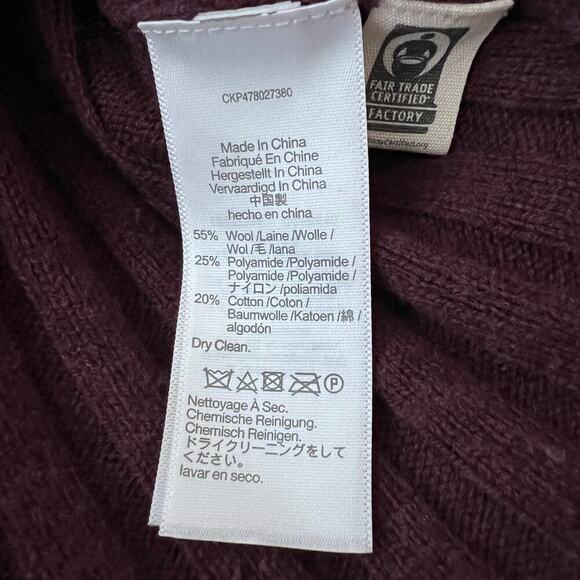 CKP478027380
Made In China
Fabriqué En Chine
Hergestellt In China
Vervaardigd In China
中国製
hecho en china
55% Wool /Laine /Wolle /
Wol /毛 /lana
25% Polyamide /Polyamide /
Polyamide /Polyamide /
ナイロン /poliamida
20% Cotton /Coton /
Baumwolle /Katoen /綿 /
algodón
Dry Clean.
P
Nettoyage À Sec.
Chemische Reinigung.
Chemisch Reinigen.
ドライクリーニングをして
ください。
lavar en seco.
FAIR TRADE
CERTIFIED
FACTORY